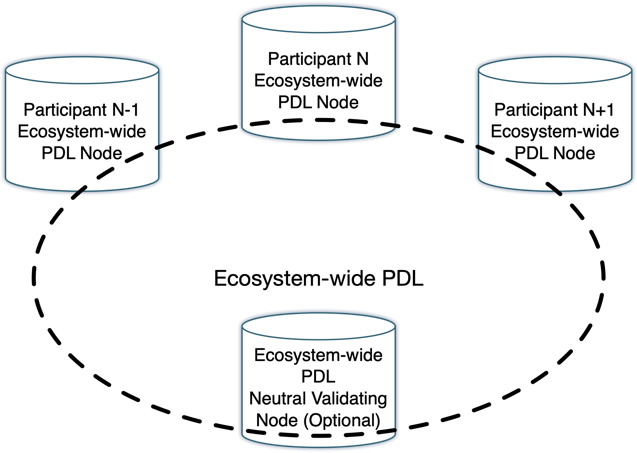 Participant N
Ecosystem-wide
PDL Node
Participant N-1
Ecosystem-wide
PDL Node
Participant N+1
Ecosystem-wide
PDL Node
Ecosystem-wide PDL
Ecosystem-wide
PDL
Neutral Validating
Node (Optional)